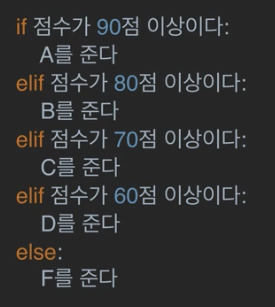 if 점수가 90점 이상이다:
A를 준다
elif 점수가 80점 이상이다:
B를 준다
elif 점수가 70점 이상이다:
C를 준다
elif 점수가 60점 이상이다:
D를 준다
else:
F를 준다